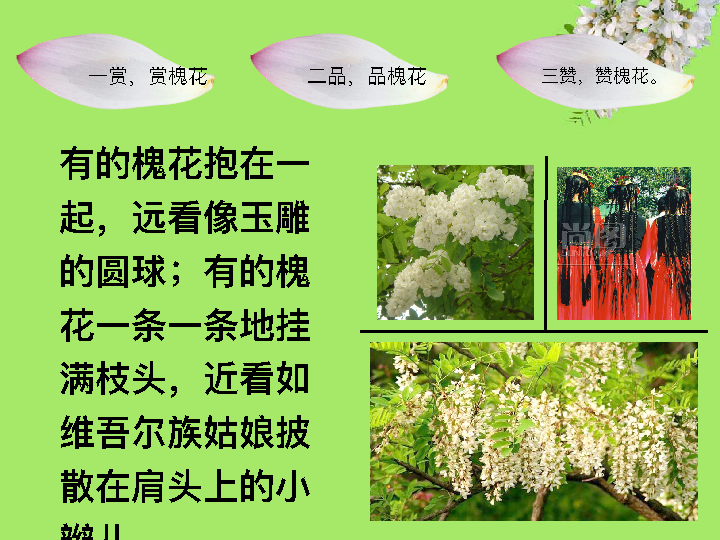 一赏，赏槐花
二品，品槐花
三赞，赞槐花。
有的槐花抱在一
起，远看像玉雕
的圆球；有的槐
花一条一条地挂
满枝头，近看如
维吾尔族姑娘披
散在肩头上的小
尚图